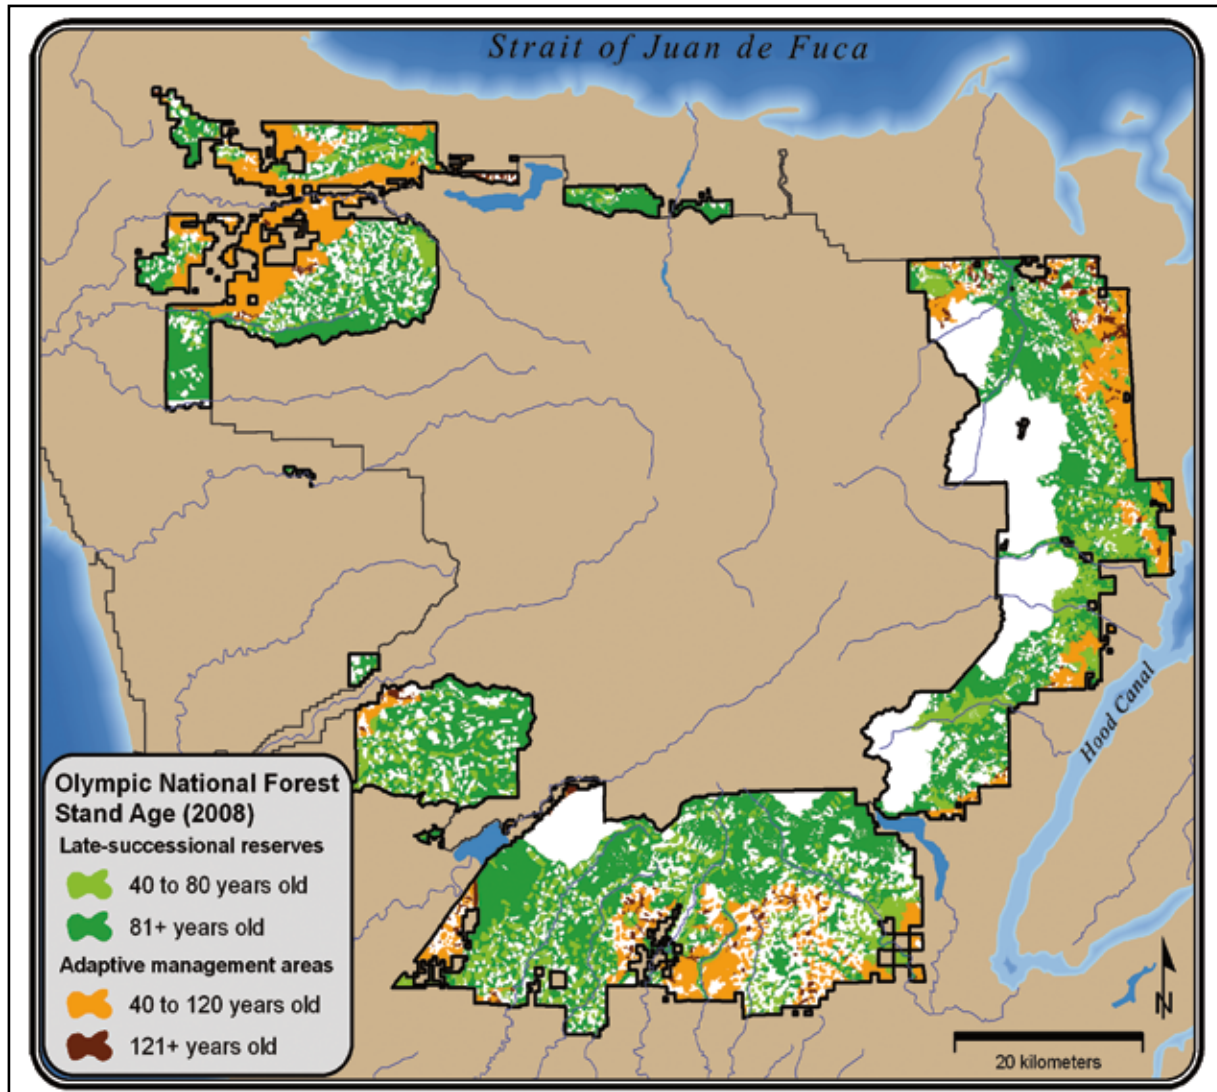 Strait of Juan de Fuca
Hood Canal
Olympic National Forest
Stand Age (2008)
Late-successional reserves
40 to 80 years old
81+ years old
Adaptive management areas
40 to 120 years old
121+ years old
N
20 kilometers